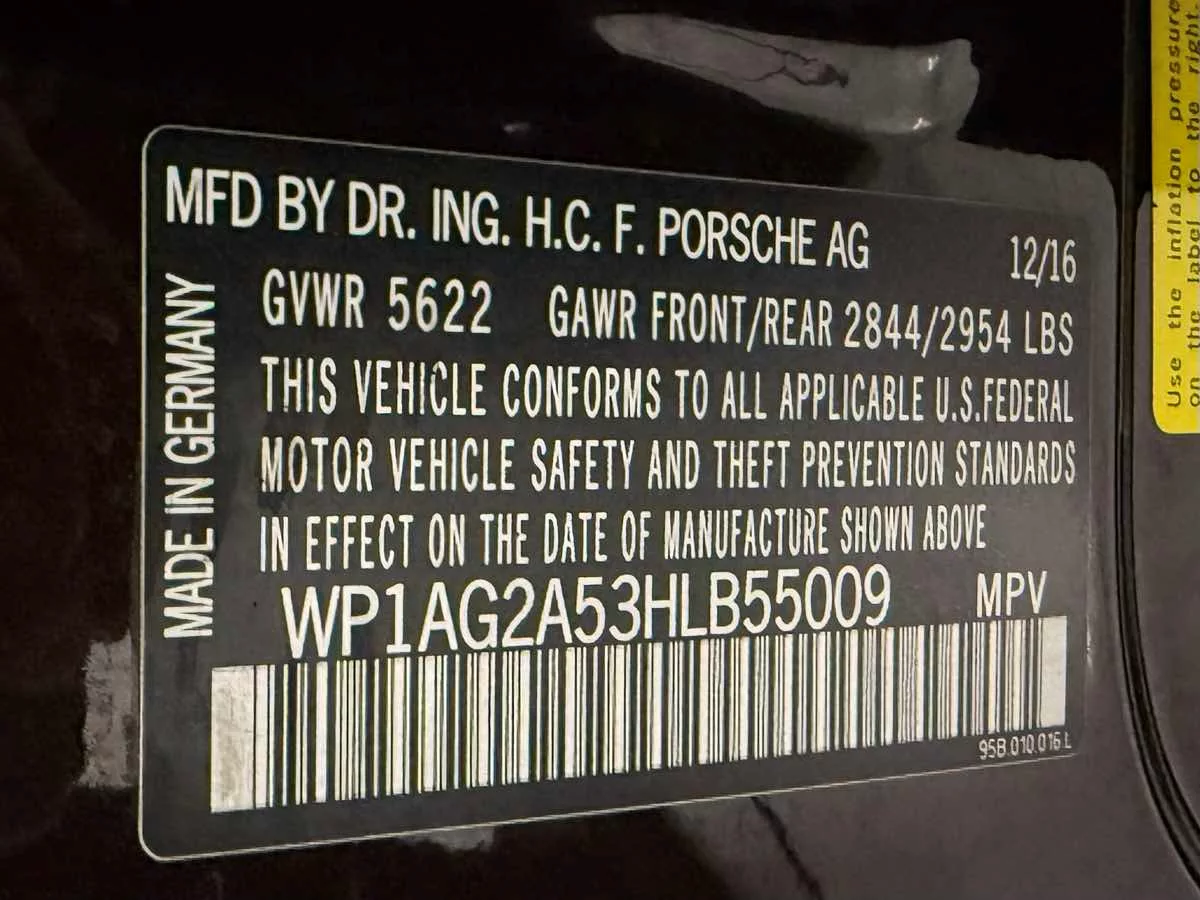 MFD BY DR. ING. H.C. F. PORSCHE AG 12/16
GVWR 5622 GAWR FRONT/REAR 2844/2954 LBS
THIS VEHICLE CONFORMS TO ALL APPLICABLE U.S.FEDERAL
MOTOR VEHICLE SAFETY AND THEFT PREVENTION STANDARDS
IN EFFECT ON THE DATE OF MANUFACTURE SHOWN ABOVE
WP1AG2A53HLB55009 MPV
95B.010.016 L
MADE IN GERMANY
Use the inflation pressure
on the label to the right.